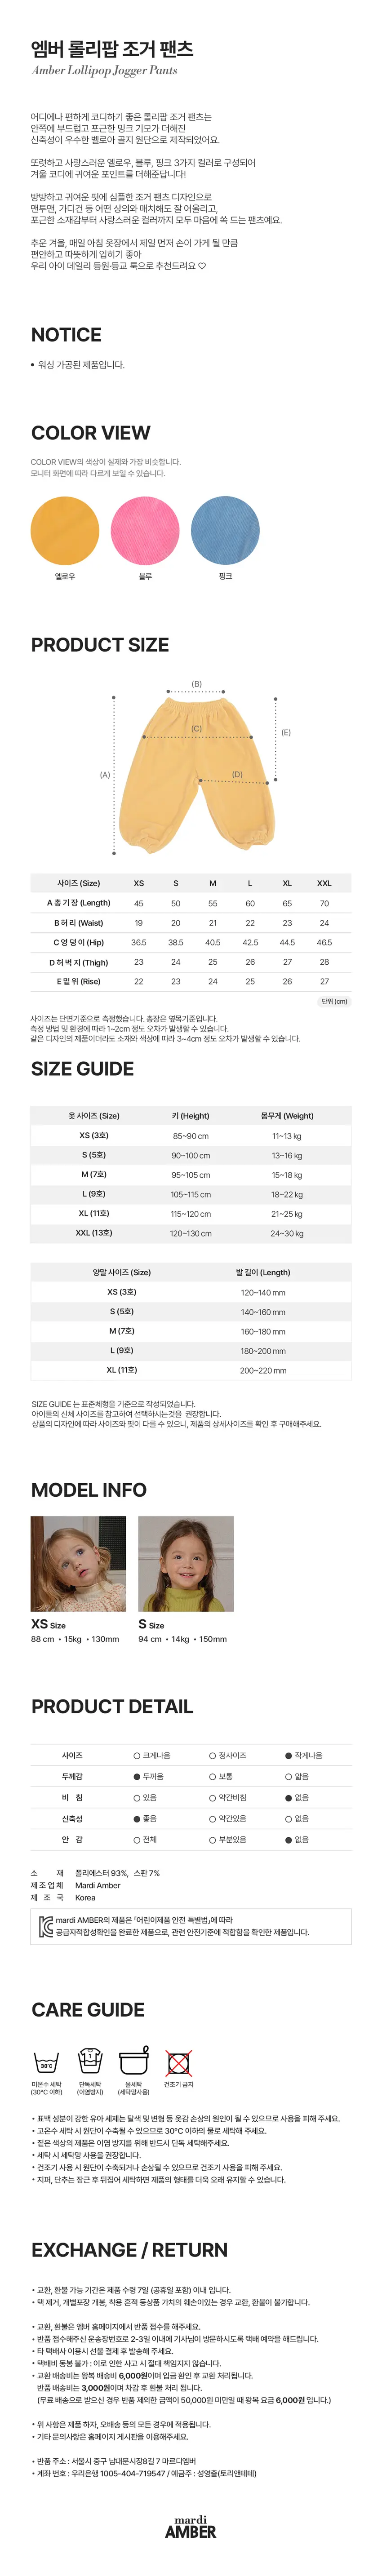 엠버 롤리팝 조거 팬츠
Amber Lollipop Jogger Pants
어디에나 편하게 코디하기 좋은 롤리팝 조거 팬츠는
안쪽에 부드럽고 포근한 밍크 기모가 더해진
신축성이 우수한 벨로아 골지 원단으로 제작되었어요.
또렷하고 사랑스러운 옐로우, 블루, 핑크 3가지 컬러로 구성되어
겨울 코디에 귀여운 포인트를 더해준답니다!
방방하고 귀여운 핏에 심플한 조거 팬츠 디자인으로
맨투맨, 가디건 등 어떤 상의와 매치해도 잘 어울리고,
포근한 소재감부터 사랑스러운 컬러까지 모두 마음에 쏙 드는 팬츠예요.
추운 겨울, 매일 아침 옷장에서 제일 먼저 손이 가게 될 만큼
편안하고 따뜻하게 입히기 좋아
우리 아이 데일리 등원·등교 룩으로 추천드려요 ♡
NOTICE
• 워싱 가공된 제품입니다.
COLOR VIEW
COLOR VIEW의 색상이 실제와 가장 비슷합니다.
모니터 화면에 따라 다르게 보일 수 있습니다.
옐로우 블루 핑크
PRODUCT SIZE
(B)
(C)
(E)
(A)
(D)
사이즈 (Size) XS S M L XL XXL
A 총 기 장 (Length) 45 50 55 60 65 70
B 허 리 (Waist) 19 20 21 22 23 24
C 엉 덩 이 (Hip) 36.5 38.5 40.5 42.5 44.5 46.5
D 허 벅 지 (Thigh) 23 24 25 26 27 28
E 밑 위 (Rise) 22 23 24 25 26 27
단위 (cm)
사이즈는 단면기준으로 측정했습니다. 총장은 옆목기준입니다.
측정 방법 및 환경에 따라 1~2cm 정도 오차가 발생할 수 있습니다.
같은 디자인의 제품이더라도 소재와 색상에 따라 3~4cm 정도 오차가 발생할 수 있습니다.
SIZE GUIDE
옷 사이즈 (Size) 키 (Height) 몸무게 (Weight)
XS (3호) 85~90 cm 11~13 kg
S (5호) 90~100 cm 13~16 kg
M (7호) 95~105 cm 15~18 kg
L (9호) 105~115 cm 18~22 kg
XL (11호) 115~120 cm 21~25 kg
XXL (13호) 120~130 cm 24~30 kg
양말 사이즈 (Size) 발 길이 (Length)
XS (3호) 120~140 mm
S (5호) 140~160 mm
M (7호) 160~180 mm
L (9호) 180~200 mm
XL (11호) 200~220 mm
SIZE GUIDE 는 표준체형을 기준으로 작성되었습니다.
아이들의 신체 사이즈를 참고하여 선택하시는것을 권장합니다.
상품의 디자인에 따라 사이즈와 핏이 다를 수 있으니, 제품의 상세사이즈를 확인 후 구매해주세요.
MODEL INFO
XS Size S Size
88 cm • 15kg • 130mm 94 cm • 14kg • 150mm
PRODUCT DETAIL
사이즈 ○ 크게나옴 ○ 정사이즈 ● 작게나옴
두께감 ● 두꺼움 ○ 보통 ○ 얇음
비 침 ○ 있음 ○ 약간비침 ● 없음
신축성 ● 좋음 ○ 약간있음 ○ 없음
안 감 ○ 전체 ○ 부분있음 ● 없음
소 재 폴리에스터 93%, 스판 7%
제 조 업 체 Mardi Amber
제 조 국 Korea
mardi AMBER의 제품은 「어린이제품 안전 특별법」에 따라
공급자적합성확인을 완료한 제품으로, 관련 안전기준에 적합함을 확인한 제품입니다.
CARE GUIDE
30°C 1
미온수 세탁 단독세탁 물세탁 건조기 금지
(30°C 이하) (이염방지) (세탁망사용)
• 표백 성분이 강한 유아 세제는 탈색 및 변형 등 옷감 손상의 원인이 될 수 있으므로 사용을 피해 주세요.
• 고온수 세탁 시 원단이 수축될 수 있으므로 30°C 이하의 물로 세탁해 주세요.
• 짙은 색상의 제품은 이염 방지를 위해 반드시 단독 세탁해주세요.
• 세탁 시 세탁망 사용을 권장합니다.
• 건조기 사용 시 원단이 수축되거나 손상될 수 있으므로 건조기 사용을 피해 주세요.
• 지퍼, 단추는 잠근 후 뒤집어 세탁하면 제품의 형태를 더욱 오래 유지할 수 있습니다.
EXCHANGE / RETURN
• 교환, 환불 가능 기간은 제품 수령 7일 (공휴일 포함) 이내 입니다.
• 택 제거, 개별포장 개봉, 착용 흔적 등상품 가치의 훼손이있는 경우 교환, 환불이 불가합니다.
• 교환, 환불은 엠버 홈페이지에서 반품 접수를 해주세요.
• 반품 접수해주신 운송장번호로 2-3일 이내에 기사님이 방문하시도록 택배 예약을 해드립니다.
• 타 택배사 이용시 선불 결제 후 발송해 주세요.
• 택배비 동봉 불가 : 이로 인한 사고 시 절대 책임지지 않습니다.
• 교환 배송비는 왕복 배송비 6,000원이며 입금 확인 후 교환 처리됩니다.
반품 배송비는 3,000원이며 차감 후 환불 처리 됩니다.
(무료 배송으로 받으신 경우 반품 제외한 금액이 50,000원 미만일 때 왕복 요금 6,000원 입니다.)
• 위 사항은 제품 하자, 오배송 등의 모든 경우에 적용됩니다.
• 기타 문의사항은 홈페이지 게시판을 이용해주세요.
• 반품 주소 : 서울시 중구 남대문시장8길 7 마르디엠버
• 계좌 번호 : 우리은행 1005-404-719547 / 예금주 : 성영출(토리앤테테)
mardi
AMBER